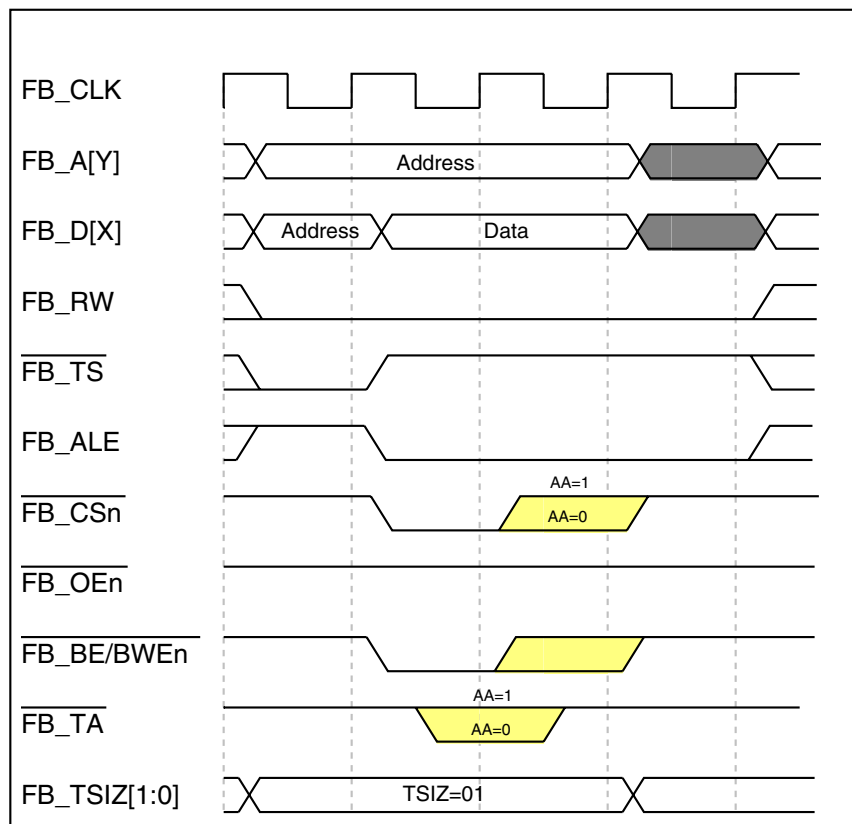 FB_CLK
FB_A[Y]
Address
FB_D[X]
Address
Data
FB_RW
FB_TS
FB_ALE
AA=1
FB_CSn
AA=0
FB_OEn
FB_BE/BWEn
AA=1
FB_TA
AA=0
FB_TSIZ[1:0]
TSIZ=01